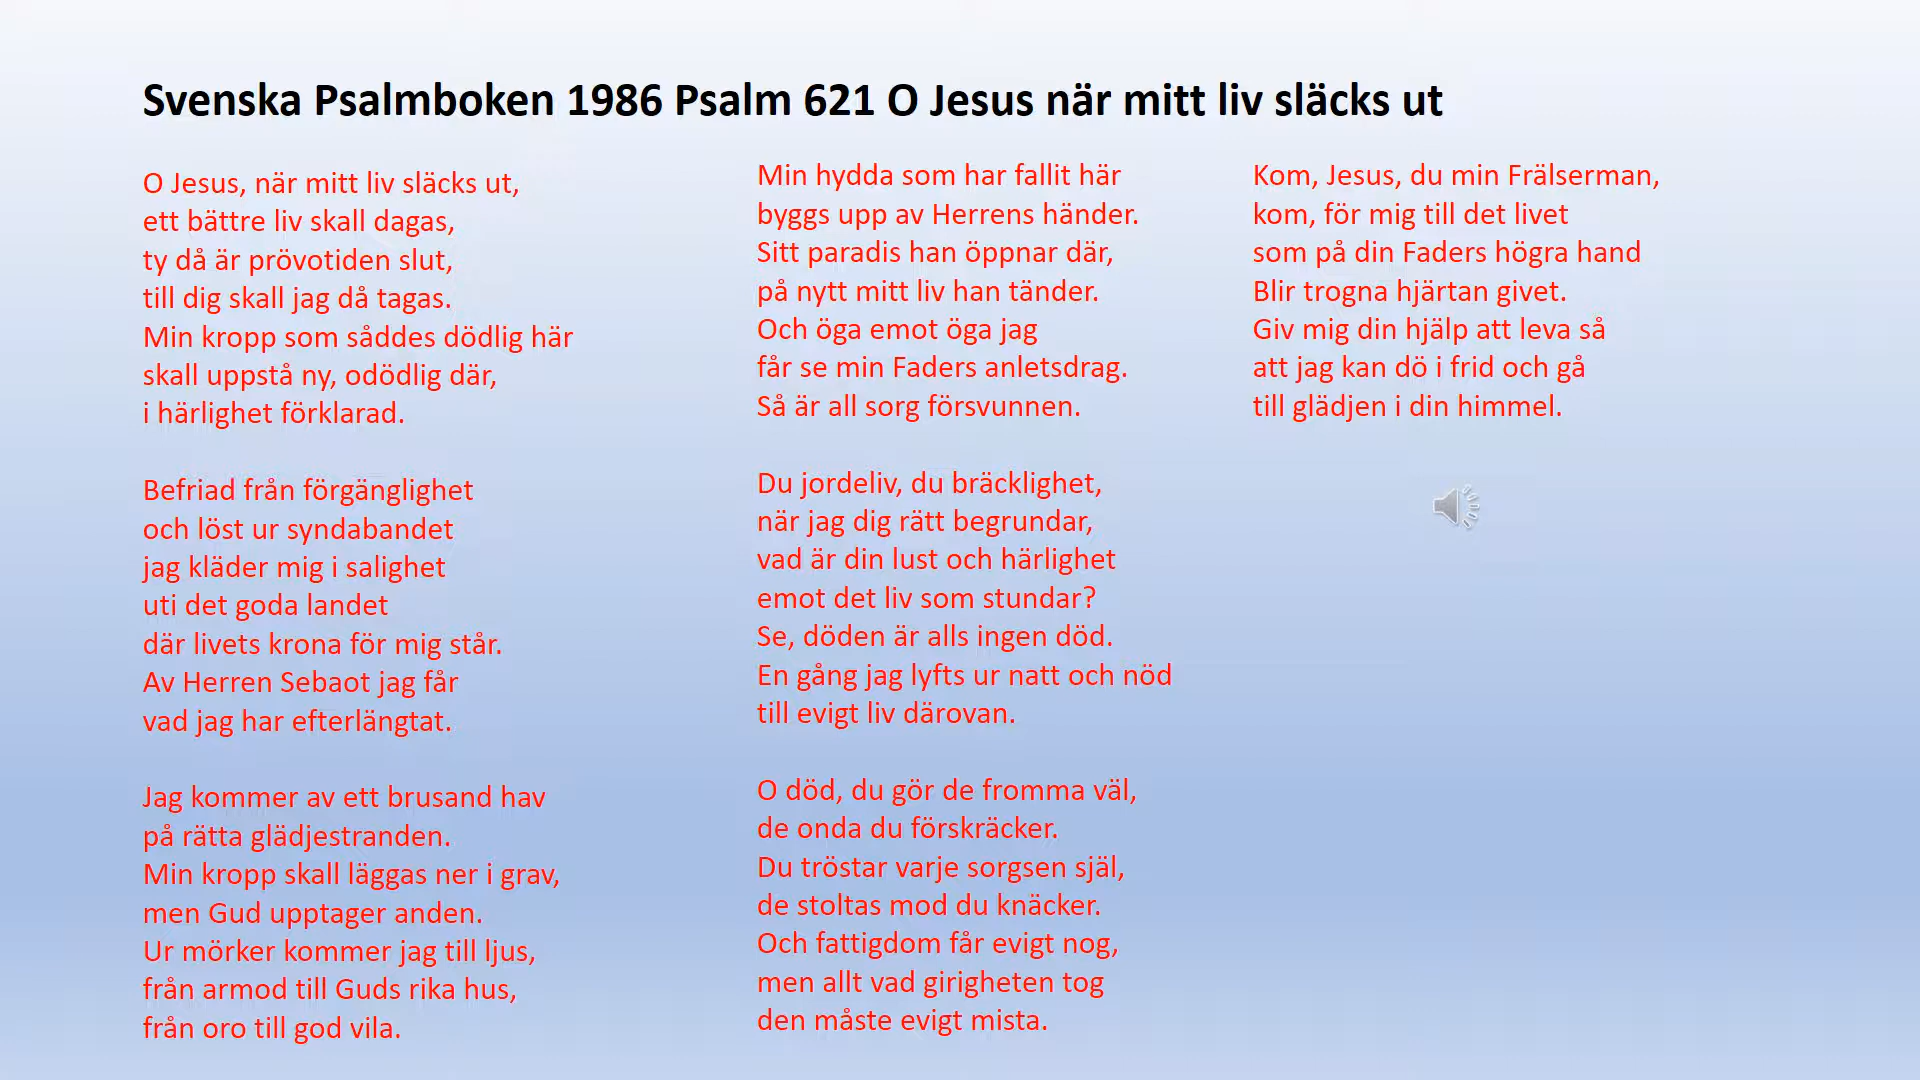 Svenska Psalmboken 1986 Psalm 621 O Jesus när mitt liv släcks ut
O Jesus, när mitt liv släcks ut,
ett bättre liv skall dagas,
ty då är prövotiden slut,
till dig skall jag då tagas.
Min kropp som såddes dödlig här
skall uppstå ny, odödlig där,
i härlighet förklarad.
Befriad från förgänglighet
och löst ur syndabandet
jag kläder mig i salighet
uti det goda landet
där livets krona för mig står.
Av Herren Sebaot jag får
vad jag har efterlängtat.
Jag kommer av ett brusand hav
på rätta glädjestranden.
Min kropp skall läggas ner i grav,
men Gud upptager anden.
Ur mörker kommer jag till ljus,
från armod till Guds rika hus,
från oro till god vila.
Min hydda som har fallit här
byggs upp av Herrens händer.
Sitt paradis han öppnar där,
på nytt mitt liv han tänder.
Och öga emot öga jag
får se min Faders anletsdrag.
Så är all sorg försvunnen.
Du jordeliv, du bräcklighet,
när jag dig rätt begrundar,
vad är din lust och härlighet
emot det liv som stundar?
Se, döden är alls ingen död.
En gång jag lyfts ur natt och nöd
till evigt liv därovan.
O död, du gör de fromma väl,
de onda du förskräcker.
Du tröstar varje sorgsen själ,
de stoltas mod du knäcker.
Och fattigdom får evigt nog,
men allt vad girigheten tog
den måste evigt mista.
Kom, Jesus, du min Frälserman,
kom, för mig till det livet
som på din Faders högra hand
Blir trogna hjärtan givet.
Giv mig din hjälp att leva så
att jag kan dö i frid och gå
till glädjen i din himmel.